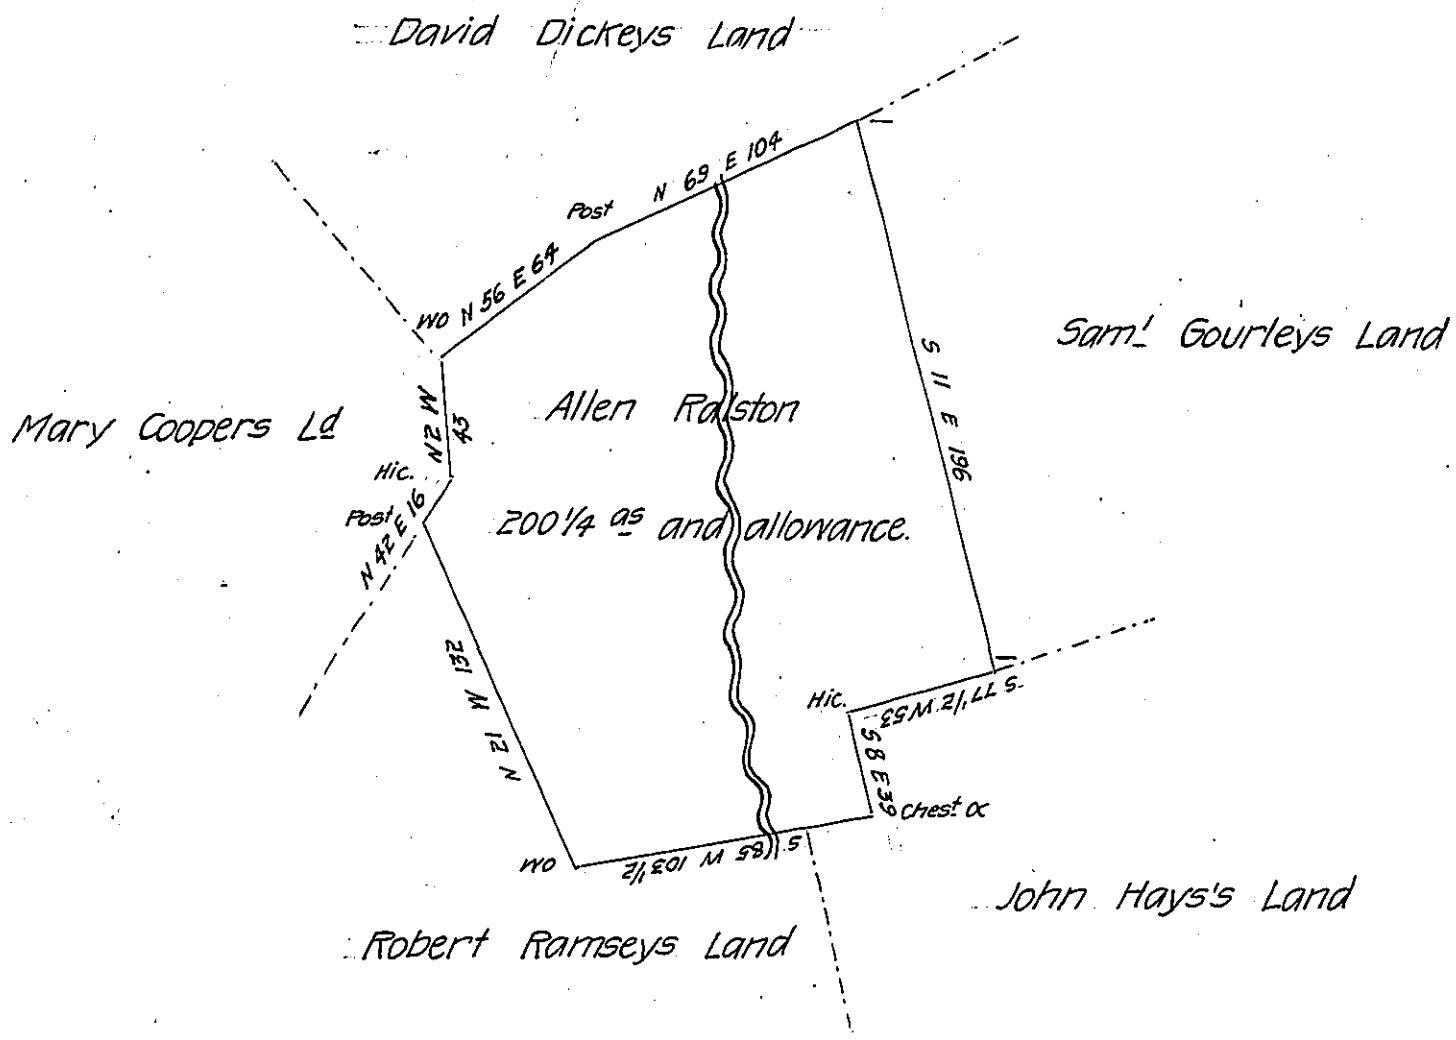 David Dickeys Land
N 69 E 104
Post
N 56 E 64
WO
Sam.l Gourleys Land
S 11 E 196
Allen Ralston
Mary Coopers Ld
N 2 W
43
Hic.
N 42 E 16
Post
200 1/4 as and allowance.
N 12 W 132
Hic.
S 77 1/2 W 53
S 8 E 39
Chest. O
WO
S 85 W 103 1/2
John Hays's Land
Robert Ramseys Land